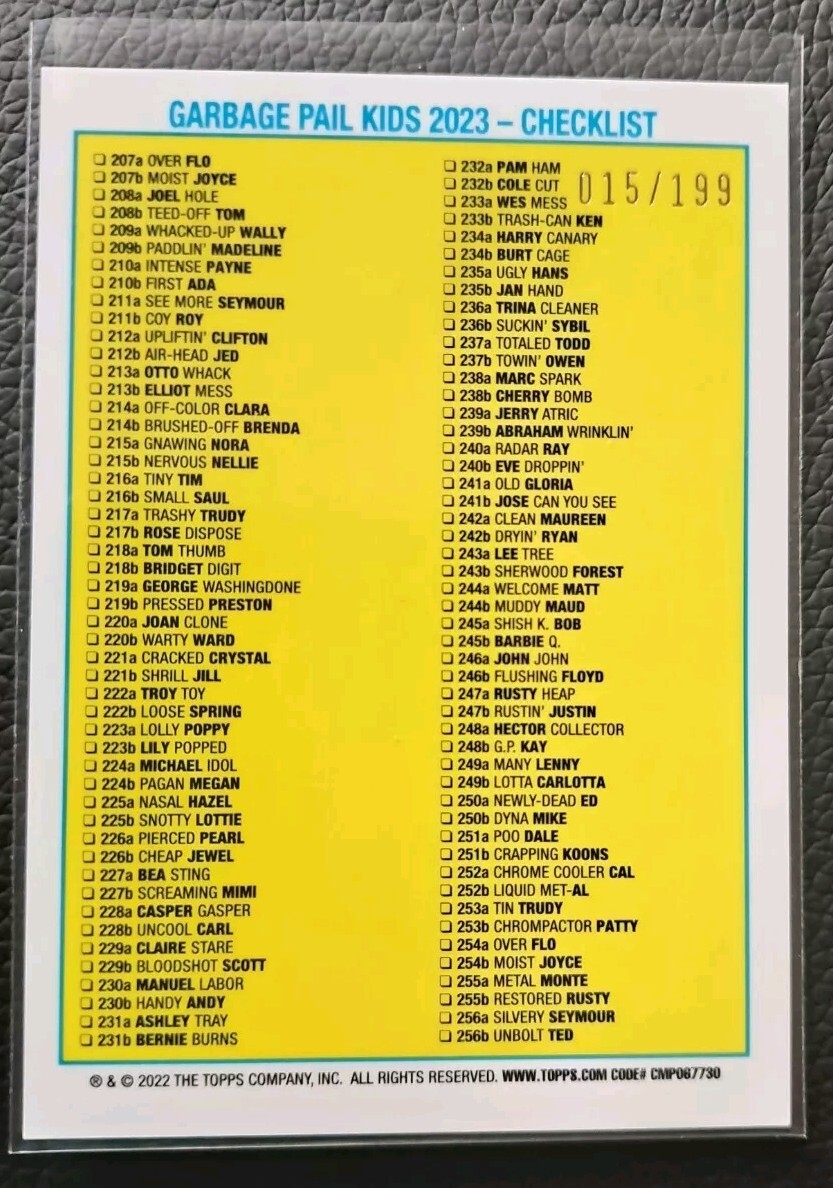 GARBAGE PAIL KIDS 2023 – CHECKLIST
207a OVER FLO
207b MOIST JOYCE
208a JOEL HOLE
208b TEED-OFF TOM
209a WHACKED-UP WALLY
209b PADDLIN' MADELINE
210a INTENSE PAYNE
210b FIRST ADA
211a SEE MORE SEYMOUR
211b COY ROY
212a UPLIFTIN' CLIFTON
212b AIR-HEAD JED
213a OTTO WHACK
213b ELLIOT MESS
214a OFF-COLOR CLARA
214b BRUSHED-OFF BRENDA
215a GNAWING NORA
215b NERVOUS NELLIE
216a TINY TIM
216b SMALL SAUL
217a TRASHY TRUDY
217b ROSE DISPOSE
218a TOM THUMB
218b BRIDGET DIGIT
219a GEORGE WASHINGDONE
219b PRESSED PRESTON
220a JOAN CLONE
220b WARTY WARD
221a CRACKED CRYSTAL
221b SHRILL JILL
222a TROY TOY
222b LOOSE SPRING
223a LOLLY POPPY
223b LILY POPPED
224a MICHAEL IDOL
224b PAGAN MEGAN
225a NASAL HAZEL
225b SNOTTY LOTTIE
226a PIERCED PEARL
226b CHEAP JEWEL
227a BEA STING
227b SCREAMING MIMI
228a CASPER GASPER
228b UNCOOL CARL
229a CLAIRE STARE
229b BLOODSHOT SCOTT
230a MANUEL LABOR
230b HANDY ANDY
231a ASHLEY TRAY
231b BERNIE BURNS
232a PAM HAM
232b COLE CUT
233a WES MESS
015/199
233b TRASH-CAN KEN
234a HARRY CANARY
234b BURT CAGE
235a UGLY HANS
235b JAN HAND
236a TRINA CLEANER
236b SUCKIN' SYBIL
237a TOTALED TODD
237b TOWIN' OWEN
238a MARC SPARK
238b CHERRY BOMB
239a JERRY ATRIC
239b ABRAHAM WRINKLIN'
240a RADAR RAY
240b EVE DROPPIN'
241a OLD GLORIA
241b JOSE CAN YOU SEE
242a CLEAN MAUREEN
242b DRYIN' RYAN
243a LEE TREE
243b SHERWOOD FOREST
244a WELCOME MATT
244b MUDDY MAUD
245a SHISH K. BOB
245b BARBIE Q.
246a JOHN JOHN
246b FLUSHING FLOYD
247a RUSTY HEAP
247b RUSTIN' JUSTIN
248a HECTOR COLLECTOR
248b G.P. KAY
249a MANY LENNY
249b LOTTA CARLOTTA
250a NEWLY-DEAD ED
250b DYNA MIKE
251a POO DALE
251b CRAPPING KOONS
252a CHROME COOLER CAL
252b LIQUID MET-AL
253a TIN TRUDY
253b CHROMPACTOR PATTY
254a OVER FLO
254b MOIST JOYCE
255a METAL MONTE
255b RESTORED RUSTY
256a SILVERY SEYMOUR
256b UNBOLT TED
® & © 2022 THE TOPPS COMPANY, INC. ALL RIGHTS RESERVED. WWW.TOPPS.COM CODE# CMP067730